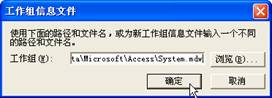 工作组信息文件
使用下面的路径和文件名，或为新工作组信息文件输入一个不同
的路径和文件名。
工作组(W): ta\Microsoft\Access\System.mdw 浏览(B)...
确定 取消